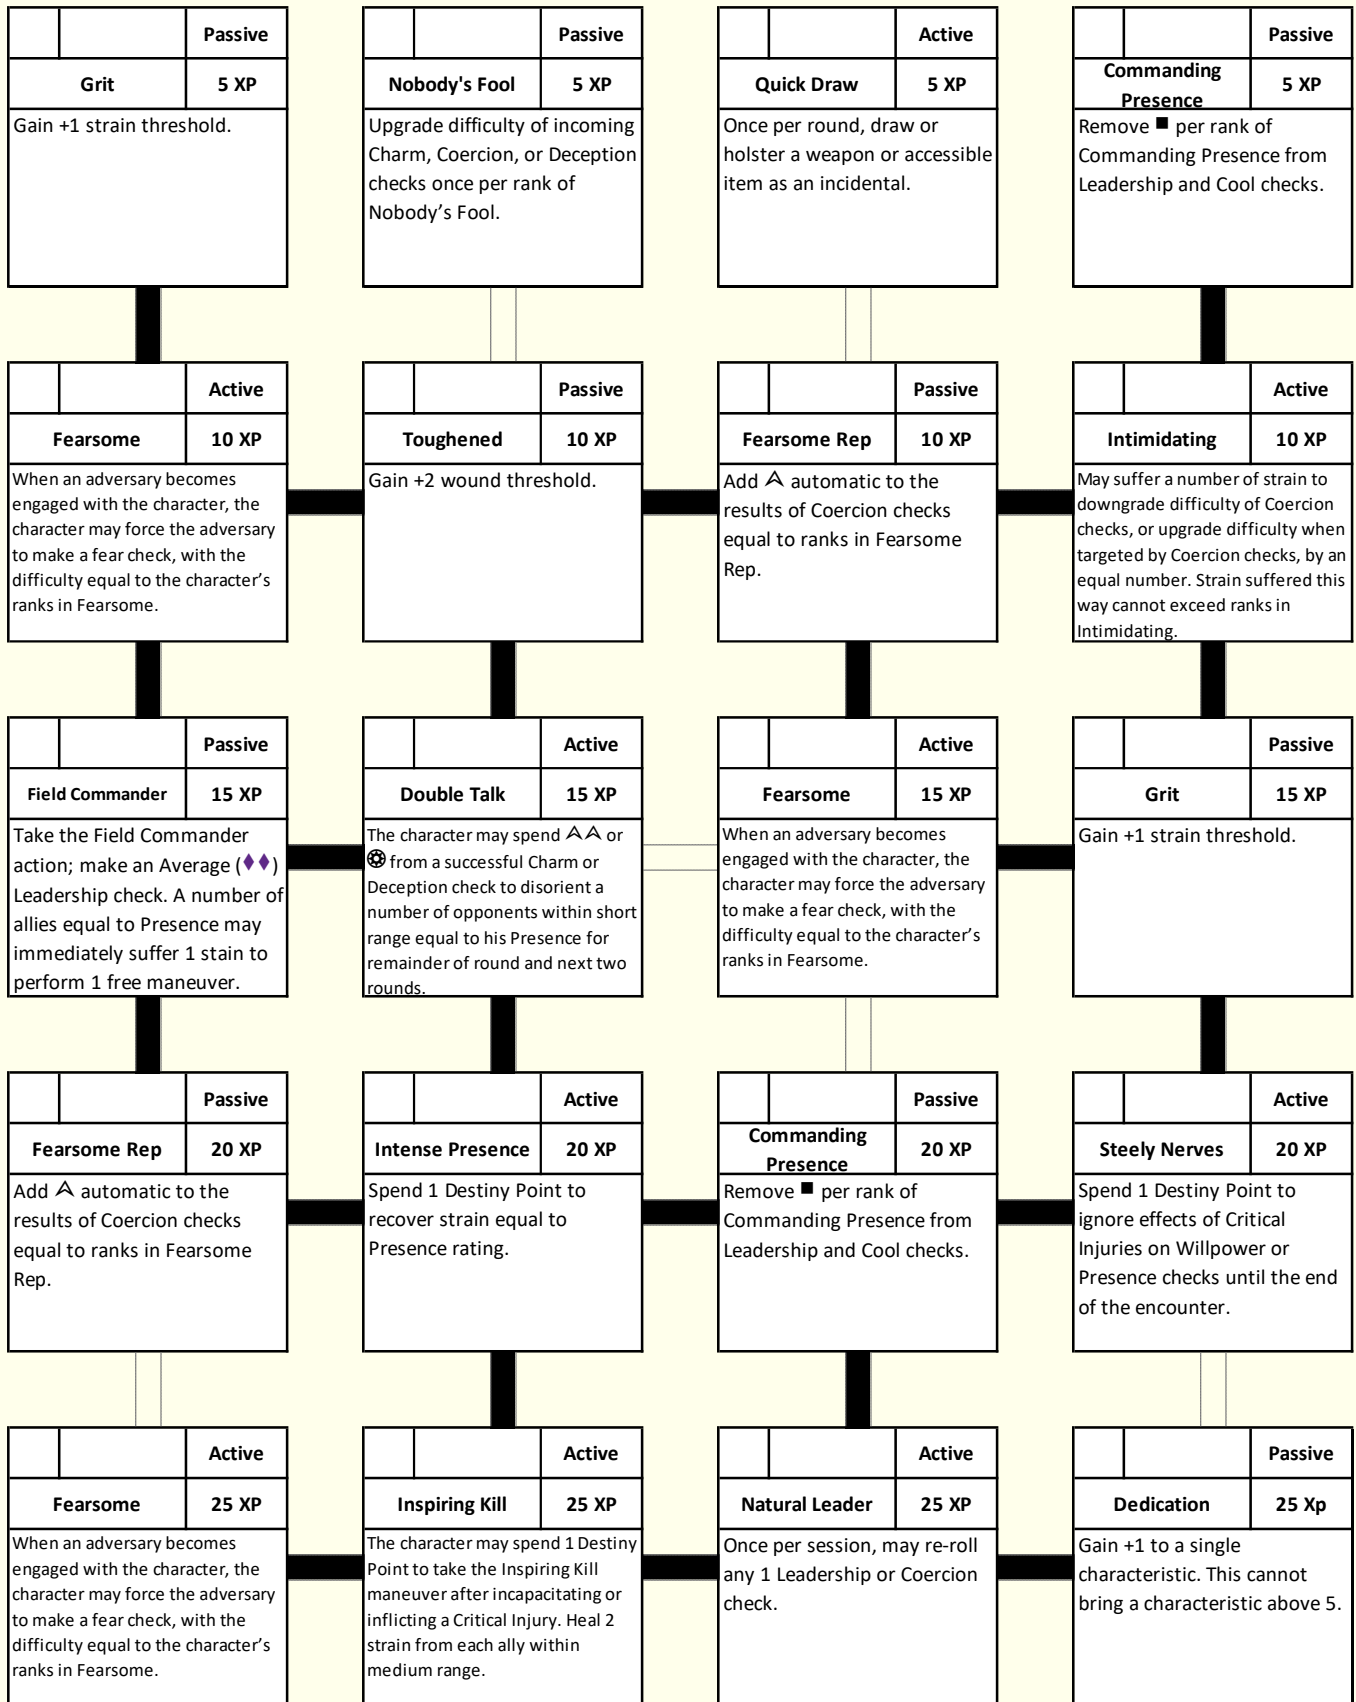 Passive
Grit
5 XP
Gain +1 strain threshold.
Passive
Nobody's Fool
5 XP
Upgrade difficulty of incoming
Charm, Coercion, or Deception
checks once per rank of
Nobody’s Fool.
Active
Quick Draw
5 XP
Once per round, draw or
holster a weapon or accessible
item as an incidental.
Passive
Commanding
Presence
5 XP
Remove ■ per rank of
Commanding Presence from
Leadership and Cool checks.
Active
Fearsome
10 XP
When an adversary becomes
engaged with the character, the
character may force the adversary
to make a fear check, with the
difficulty equal to the character’s
ranks in Fearsome.
Passive
Toughened
10 XP
Gain +2 wound threshold.
Passive
Fearsome Rep
10 XP
Add automatic to the
results of Coercion checks
equal to ranks in Fearsome
Rep.
Active
Intimidating
10 XP
May suffer a number of strain to
downgrade difficulty of Coercion
checks, or upgrade difficulty when
targeted by Coercion checks, by an
equal number. Strain suffered this
way cannot exceed ranks in
Intimidating.
Passive
Field Commander
15 XP
Take the Field Commander
action; make an Average (♦♦)
Leadership check. A number of
allies equal to Presence may
immediately suffer 1 stain to
perform 1 free maneuver.
Active
Double Talk
15 XP
The character may spend or
from a successful Charm or
Deception check to disorient a
number of opponents within short
range equal to his Presence for
remainder of round and next two
rounds.
Active
Fearsome
15 XP
When an adversary becomes
engaged with the character, the
character may force the adversary
to make a fear check, with the
difficulty equal to the character’s
ranks in Fearsome.
Passive
Grit
15 XP
Gain +1 strain threshold.
Passive
Fearsome Rep
20 XP
Add automatic to the
results of Coercion checks
equal to ranks in Fearsome
Rep.
Active
Intense Presence
20 XP
Spend 1 Destiny Point to
recover strain equal to
Presence rating.
Passive
Commanding
Presence
20 XP
Remove ■ per rank of
Commanding Presence from
Leadership and Cool checks.
Active
Steely Nerves
20 XP
Spend 1 Destiny Point to
ignore effects of Critical
Injuries on Willpower or
Presence checks until the end
of the encounter.
Active
Fearsome
25 XP
When an adversary becomes
engaged with the character, the
character may force the adversary
to make a fear check, with the
difficulty equal to the character’s
ranks in Fearsome.
Active
Inspiring Kill
25 XP
The character may spend 1 Destiny
Point to take the Inspiring Kill
maneuver after incapacitating or
inflicting a Critical Injury. Heal 2
strain from each ally within
medium range.
Active
Natural Leader
25 XP
Once per session, may re-roll
any 1 Leadership or Coercion
check.
Passive
Dedication
25 Xp
Gain +1 to a single
characteristic. This cannot
bring a characteristic above 5.